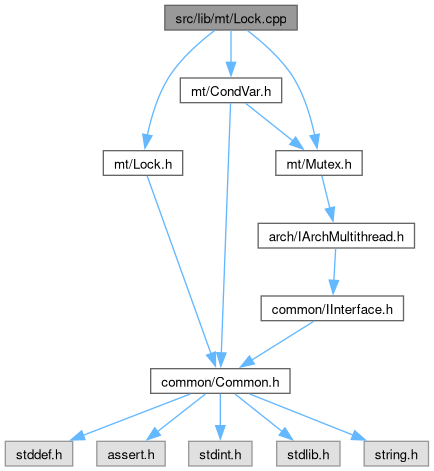 src/lib/mt/Lock.cpp
mt/CondVar.h
mt/Lock.h
mt/Mutex.h
arch/IArchMultithread.h
common/IInterface.h
common/Common.h
stddef.h
assert.h
stdint.h
stdlib.h
string.h